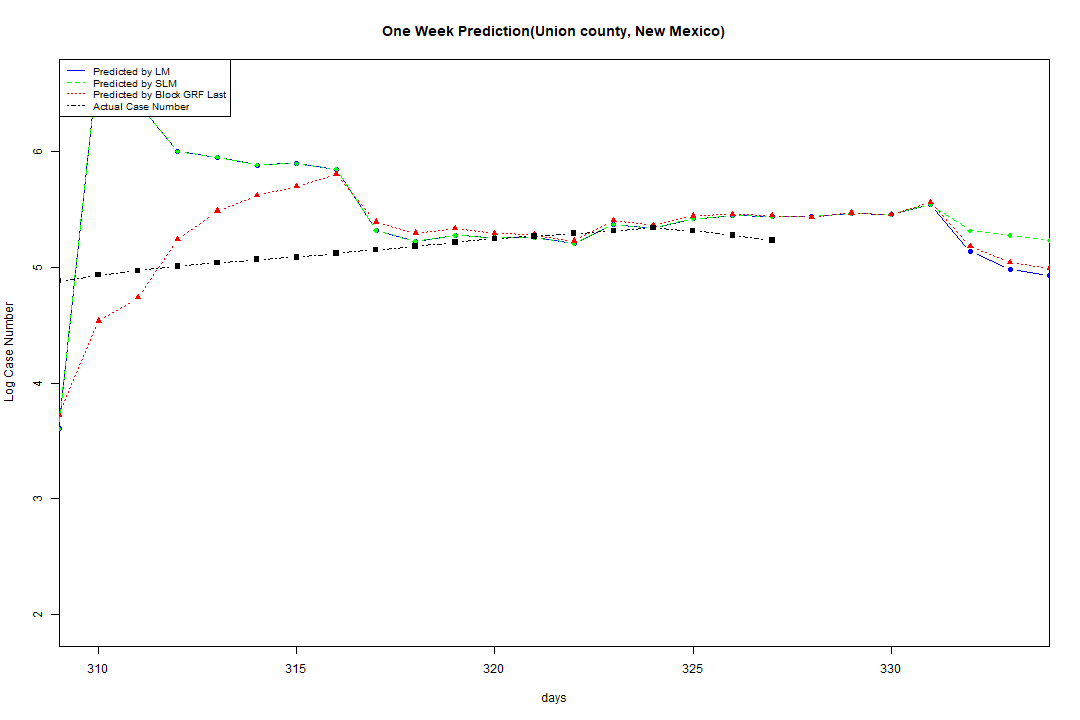 One Week Prediction(Union county, New Mexico)
Predicted by LM
Predicted by SLM
Predicted by Block GRF Last
Actual Case Number
6
5
4
3
2
Log Case Number
310 315 320 325 330
days